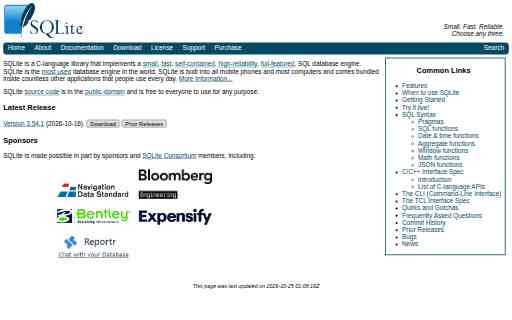 SQLite
Small. Fast. Reliable.
Choose any three.
Home About Documentation Download License Support Purchase Search
SQLite is a C-language library that implements a small, fast, self-contained, high-reliability, full-featured, SQL database engine.
SQLite is the most used database engine in the world. SQLite is built into all mobile phones and most computers and comes bundled
inside countless other applications that people use every day. More Information...
SQLite source code is in the public-domain and is free to everyone to use for any purpose.
Latest Release
Version 3.54.1 (2026-10-16). Download Prior Releases
Sponsors
SQLite is made possible in part by sponsors and SQLite Consortium members, including:
Navigation
Data Standard
Bloomberg
Engineering
Bentley
Expensify
Reportr
Chat with your Database
Common Links
Features
When to use SQLite
Getting Started
Try it live!
SQL Syntax
Pragmas
SQL functions
Date & time functions
Aggregate functions
Window functions
Math functions
JSON functions
C/C++ Interface Spec
Introduction
List of C-language APIs
The CLI (Command-Line Interface)
The TCL Interface Spec
Quirks and Gotchas
Frequently Asked Questions
Commit History
Prior Releases
Bugs
News
This page was last updated on 2026-10-25 01:09:10Z